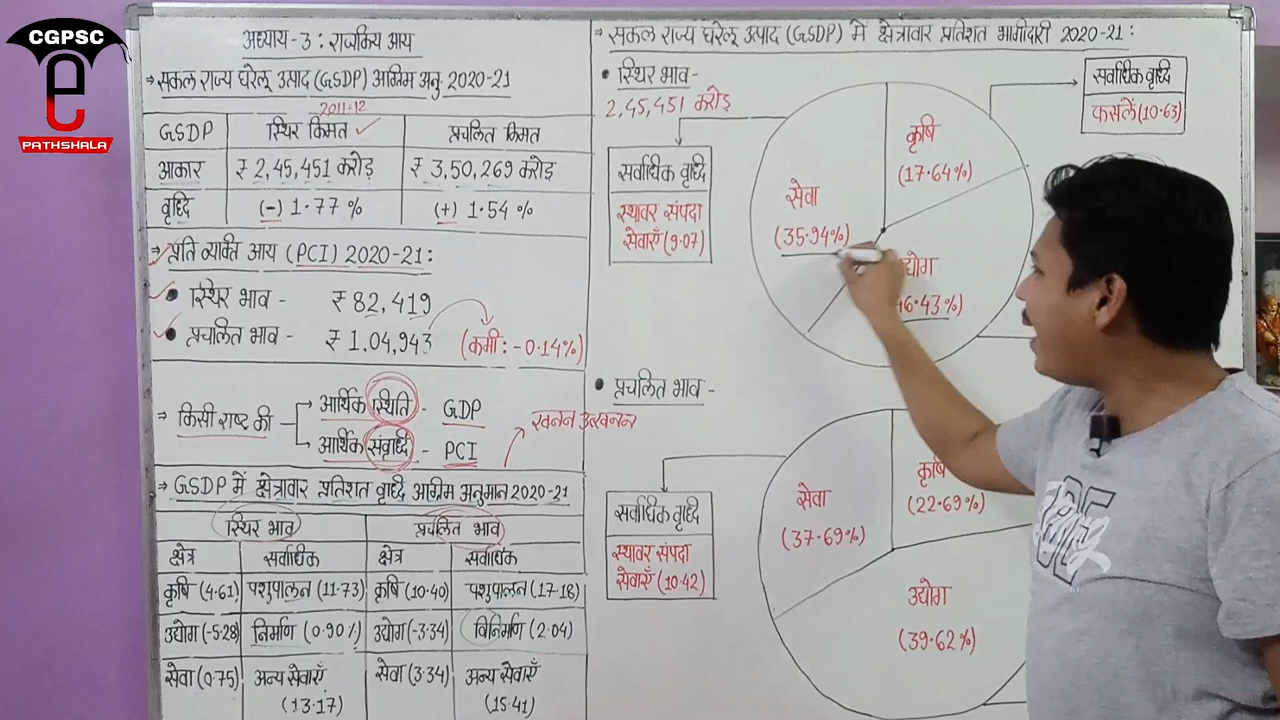 CGPSC
e
PATHSHALA
अध्याय-3 : राजकिय आय
→ सकल राज्य घरेलू उत्पाद (GSDP) अग्रिम अनु. 2020-21
2011-12
GSDP स्थिर किमत ✓ प्रचलित किमत
आकार ₹ 2,45,451 करोड़ ₹ 3,50,269 करोड़
वृध्दि (-) 1.77 % (+) 1.54 %
→ प्रति व्यक्ति आय (PCI) 2020-21 :
• स्थिर भाव - ₹ 82,419
• प्रचलित भाव - ₹ 1,04,943 (कमी : -0.14%)
→ किसी राष्ट की
आर्थिक स्थिति - GDP
आर्थिक संवृध्दि - PCI
खनन उत्खनन
→ GSDP में क्षेत्रावार प्रतिशत वृध्दि अग्रिम अनुमान 2020-21
स्थिर भाव प्रचलित भाव
क्षेत्र सर्वाधिक क्षेत्र सर्वाधिक
कृषि (4.61) पशुपालन (11.73) कृषि (10.40) पशुपालन (17.18)
उद्योग (-5.28) निर्माण (0.90%) उद्योग (-3.34) विनिर्माण (2.04)
सेवा (0.75) अन्य सेवाएँ (13.17) सेवा (3.34) अन्य सेवाएँ (15.41)
→ सकल राज्य घरेलू उत्पाद (GSDP) में क्षेत्रावार प्रतिशत भागीदारी 2020-21 :
• स्थिर भाव -
2,45,451 करोड़
सर्वाधिक वृध्दि
फसलें (10.63)
सर्वाधिक वृध्दि
स्थावर संपदा
सेवाएँ (9.07)
कृषि
(17.64%)
सेवा
(35.94%)
द्योग
46.43%)
• प्रचलित भाव -
सर्वाधिक वृध्दि
स्थावर संपदा
सेवाएँ (10.42)
कृषि
(22.69%)
सेवा
(37.69%)
उद्योग
(39.62%)